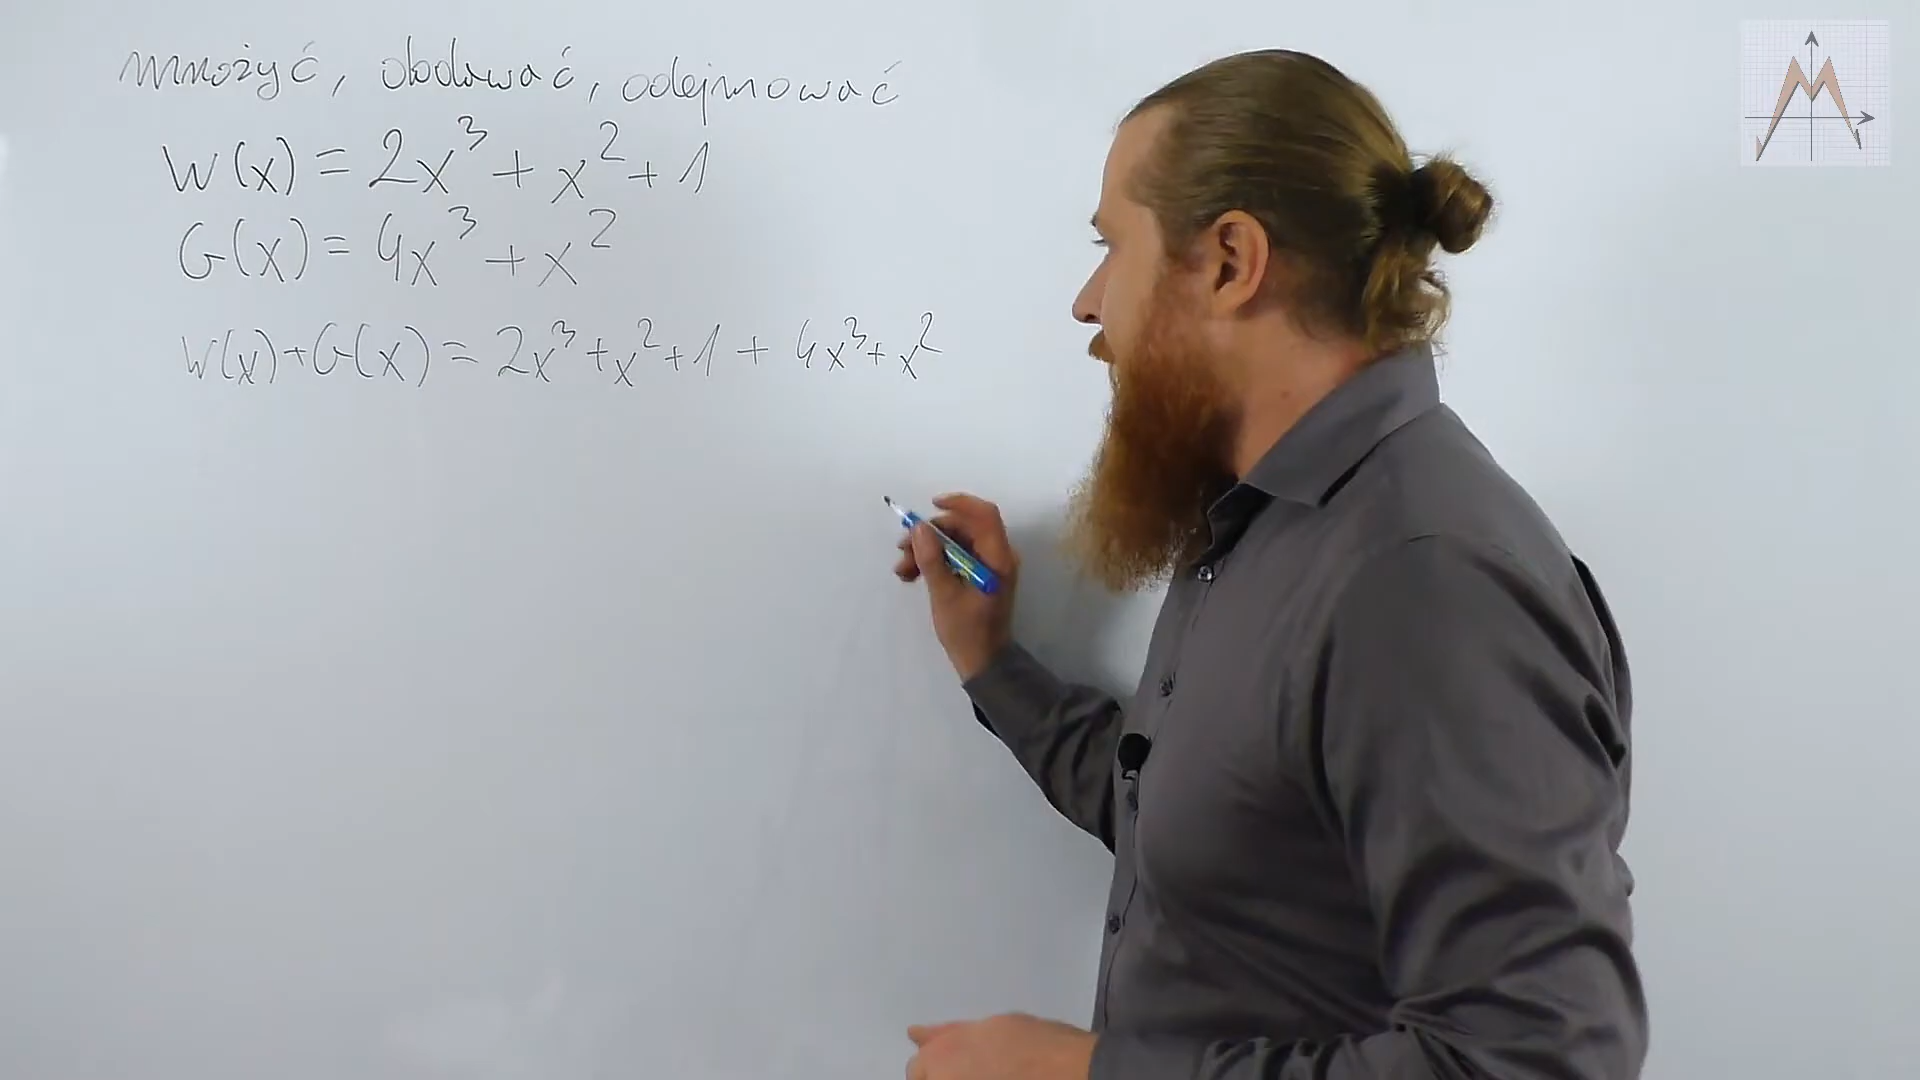 mnożyć, dodawać, odejmować
W(x) = 2x³ + x² + 1
G(x) = 4x³ + x²
W(x)+G(x) = 2x³+x²+1 + 4x³+x²